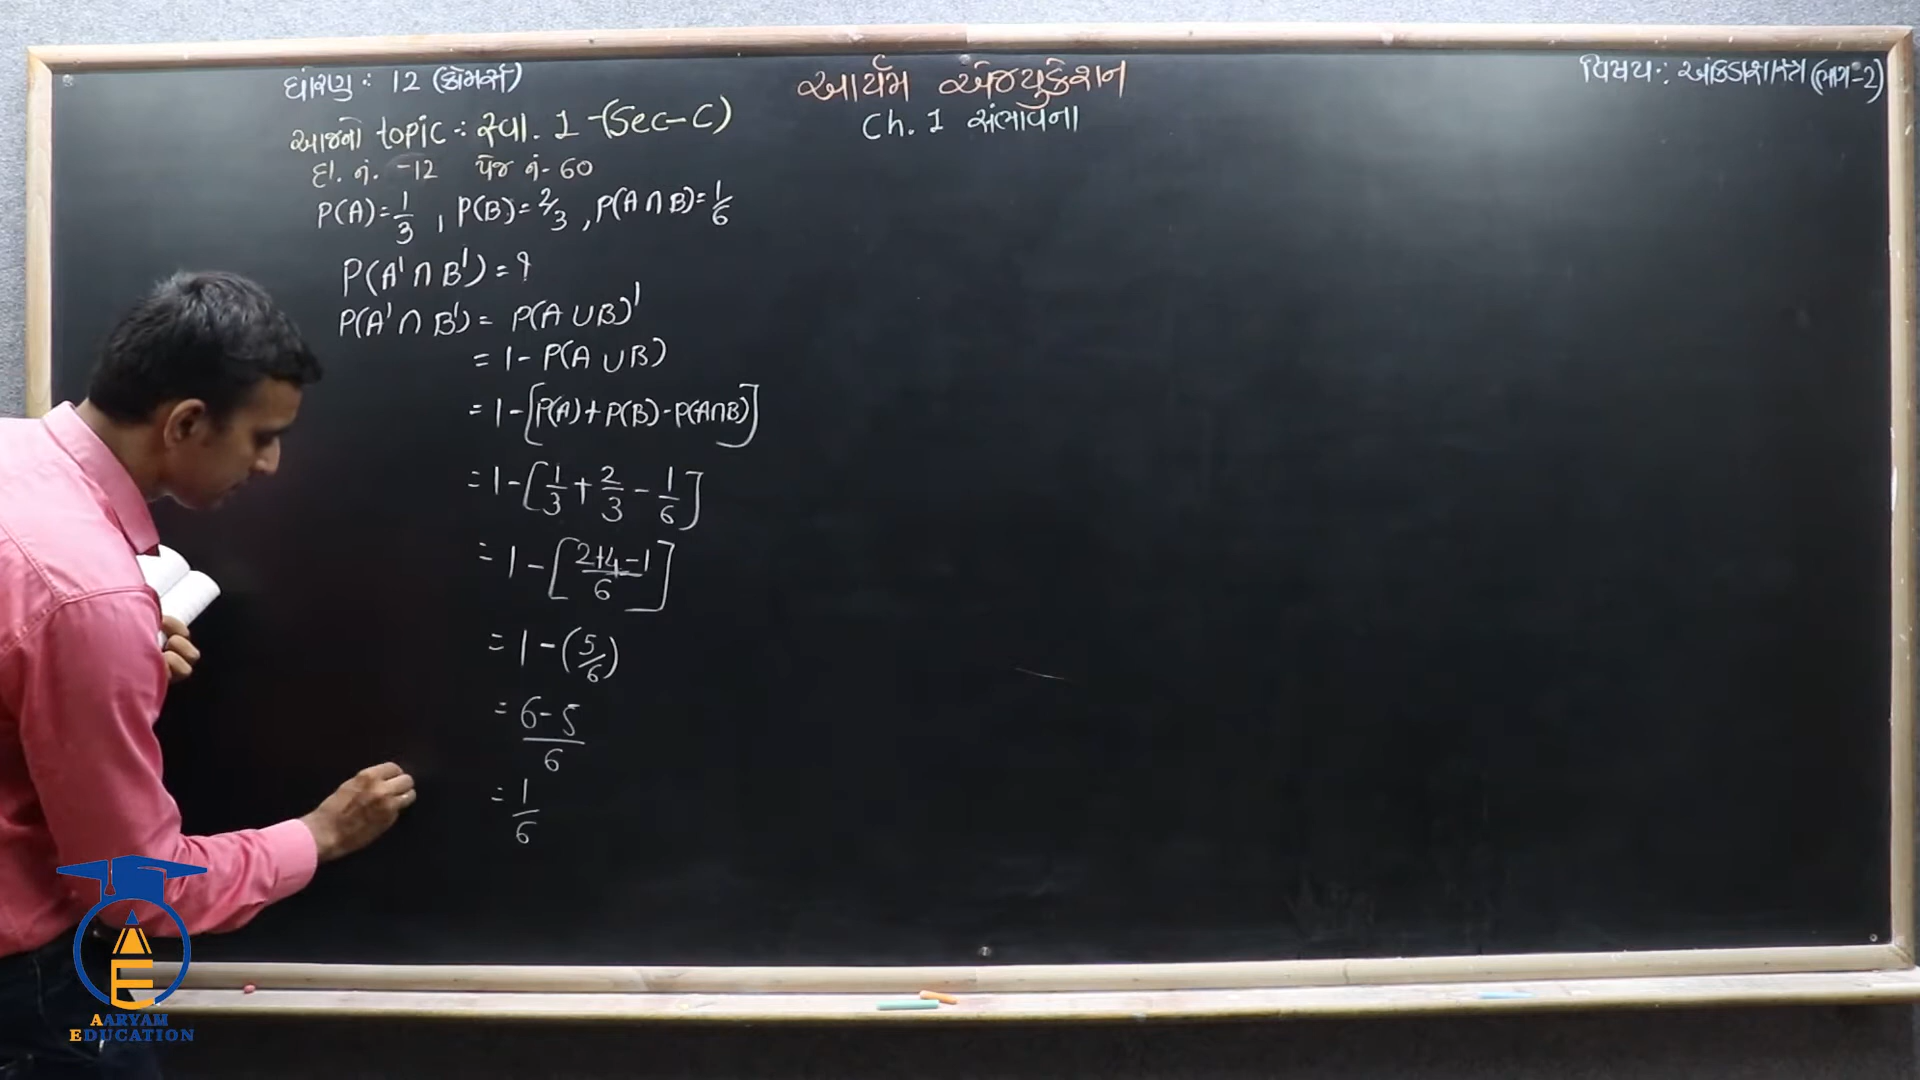 ધોરણ : 12 (કોમર્સ)
આર્યમ એજ્યુકેશન
વિષય : આંકડાશાસ્ત્ર (ભાગ-2)
આજનો topic : સ્વા. 1 (Sec-C)
Ch. 1 સંભાવના
દા. નં. -12 પેજ નં- 60
P(A) = 1/3 , P(B) = 2/3 , P(A ∩ B) = 1/6
P(A' ∩ B') = ?
P(A' ∩ B') = P(A ∪ B)'
= 1 - P(A ∪ B)
= 1 - [P(A) + P(B) - P(A∩B)]
= 1 - [1/3 + 2/3 - 1/6]
= 1 - [2+4-1/6]
= 1 - (5/6)
= 6-5/6
= 1/6
AARYAM
EDUCATION